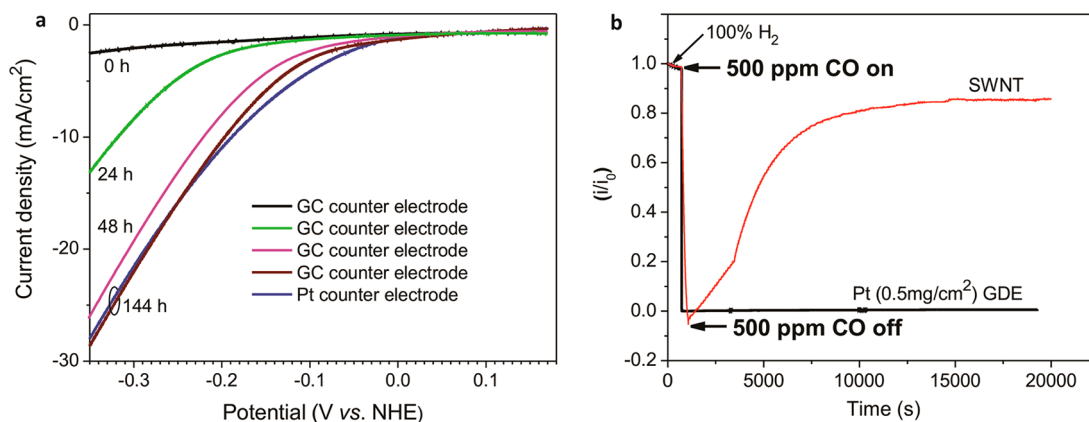 a
0
-10
-20
-30
Current density (mA/cm²)
0 h
24 h
48 h
144 h
GC counter electrode
GC counter electrode
GC counter electrode
GC counter electrode
Pt counter electrode
-0.3
-0.2
-0.1
0.0
0.1
Potential (V vs. NHE)
b
100% H₂
500 ppm CO on
SWNT
Pt (0.5mg/cm²) GDE
500 ppm CO off
1.0
0.8
0.6
0.4
0.2
0.0
-0.2
(i/i₀)
0
5000
10000
15000
20000
Time (s)